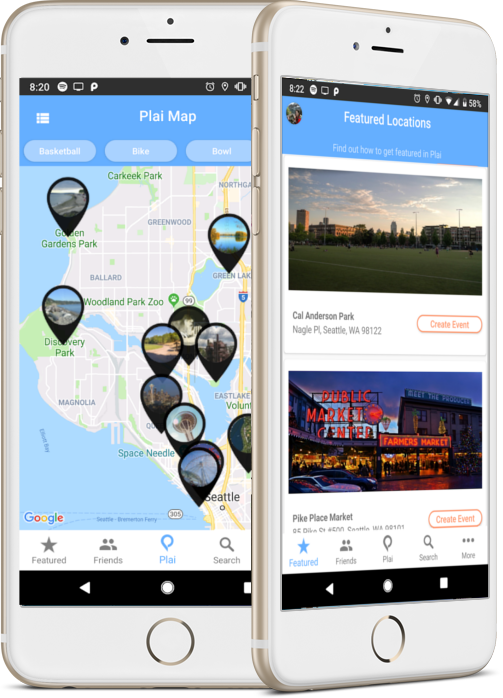 8:20
Plai Map
Basketball
Bike
Bowl
Carkeek Park
NORTHGA
GREENWOOD
Golden
Gardens Park
BALLARD
GREEN LAK
5
Woodland Park Zoo
99
Discovery
Park
MAGNOLIA
EASTLAKE
Volunt
Elliott Bay
Space Needle
Seattle
305
Google
Seattle - Bremerton Ferry
Featured
Friends
Plai
Search
8:22
58%
Featured Locations
Find out how to get featured in Plai
Cal Anderson Park
Nagle Pl, Seattle, WA 98122
Create Event
PUBLIC
MARKET
CENTER
MEET THE PRODUCER
FARMERS MARKET
Pike Place Market
85 Pike St #500, Seattle, WA 98101
Create Event
Featured
Friends
Plai
Search
More